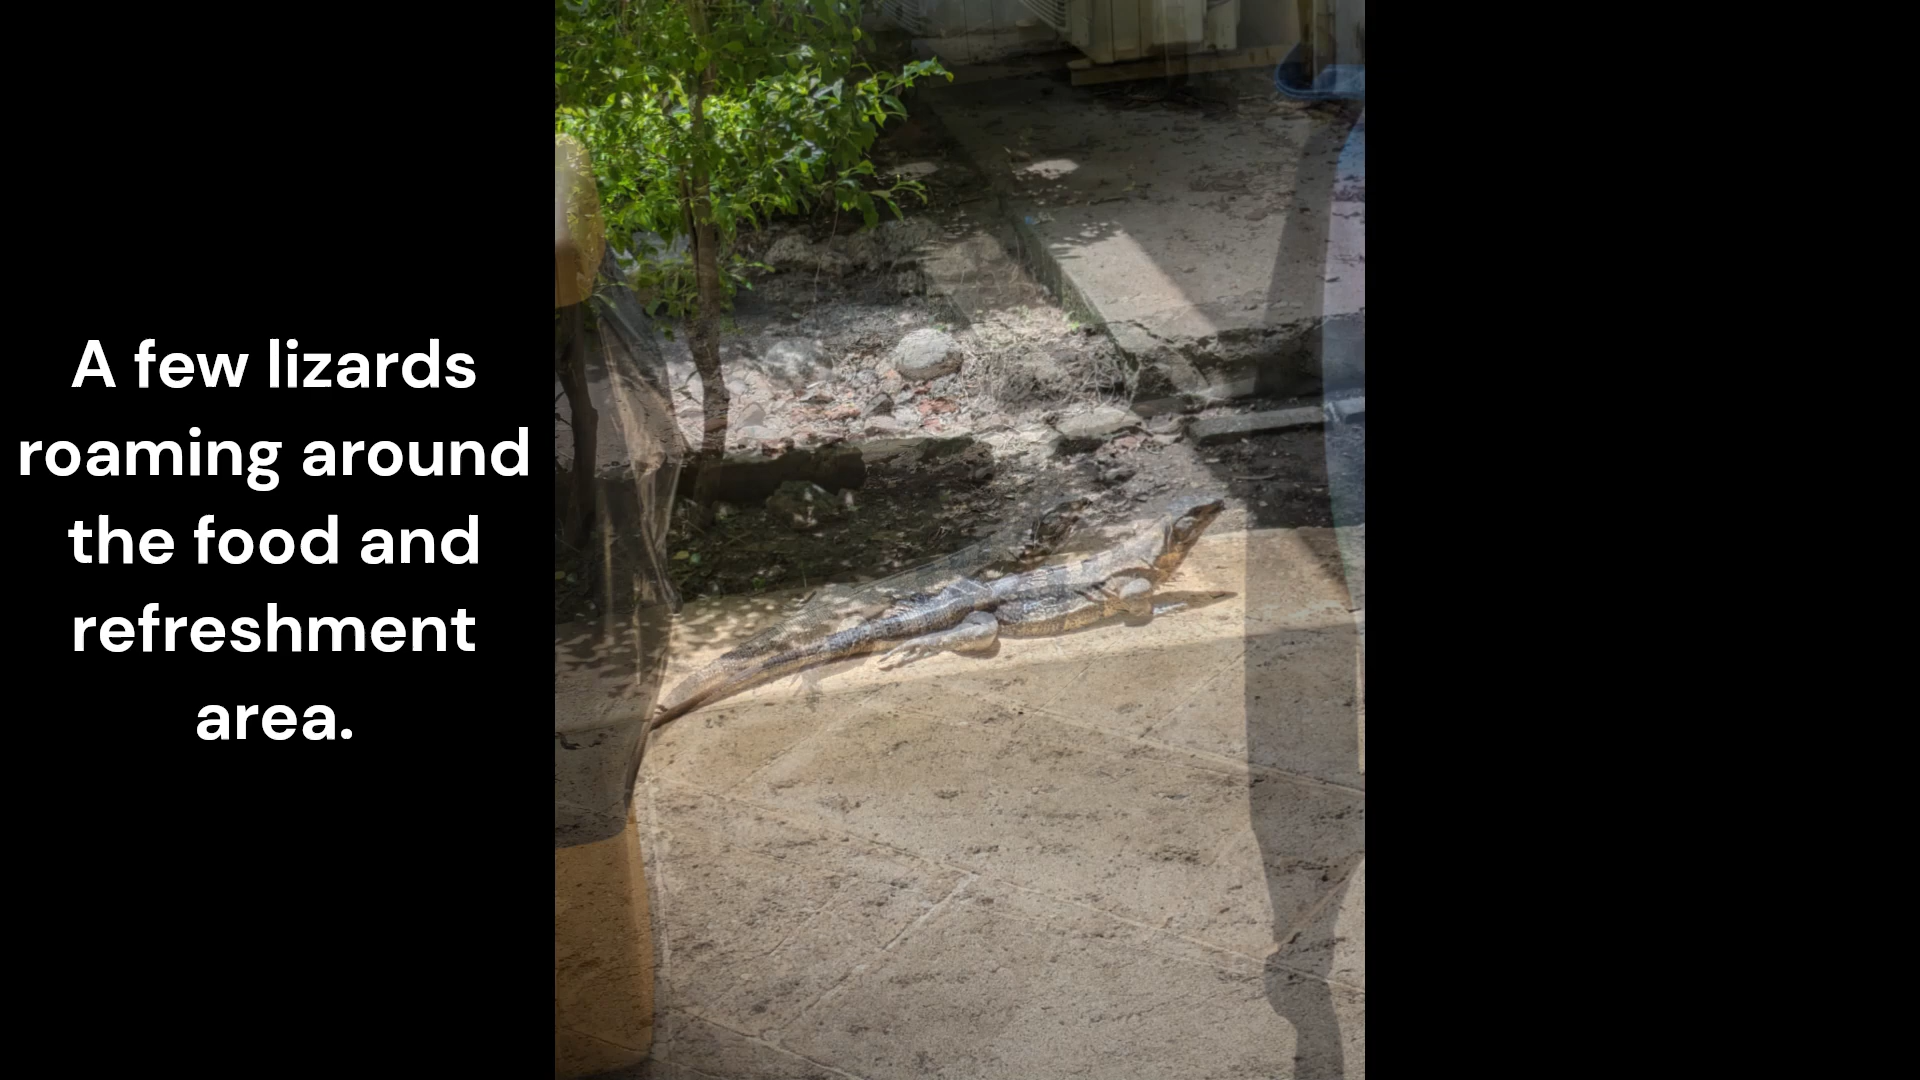 A few lizards
roaming around
the food and
refreshment
area.